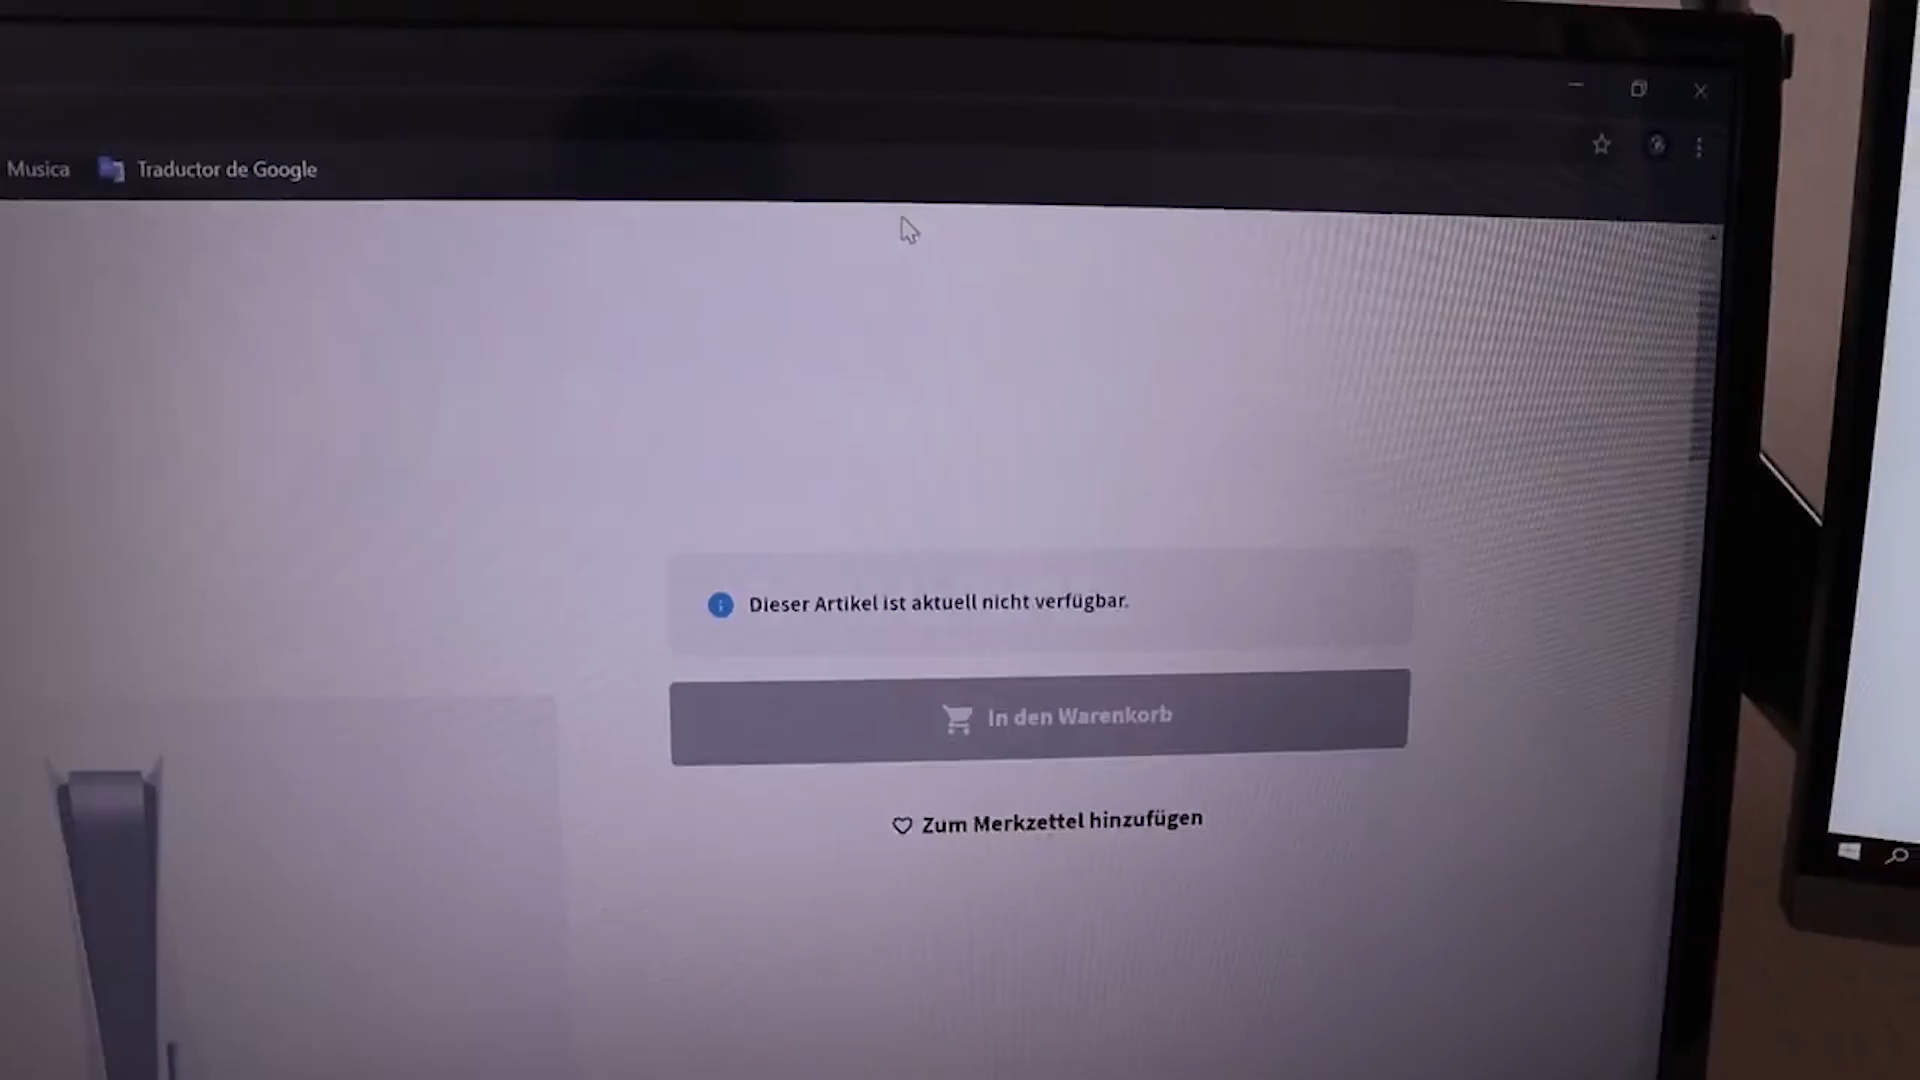 Musica
Traductor de Google
Dieser Artikel ist aktuell nicht verfügbar.
In den Warenkorb
Zum Merkzettel hinzufügen